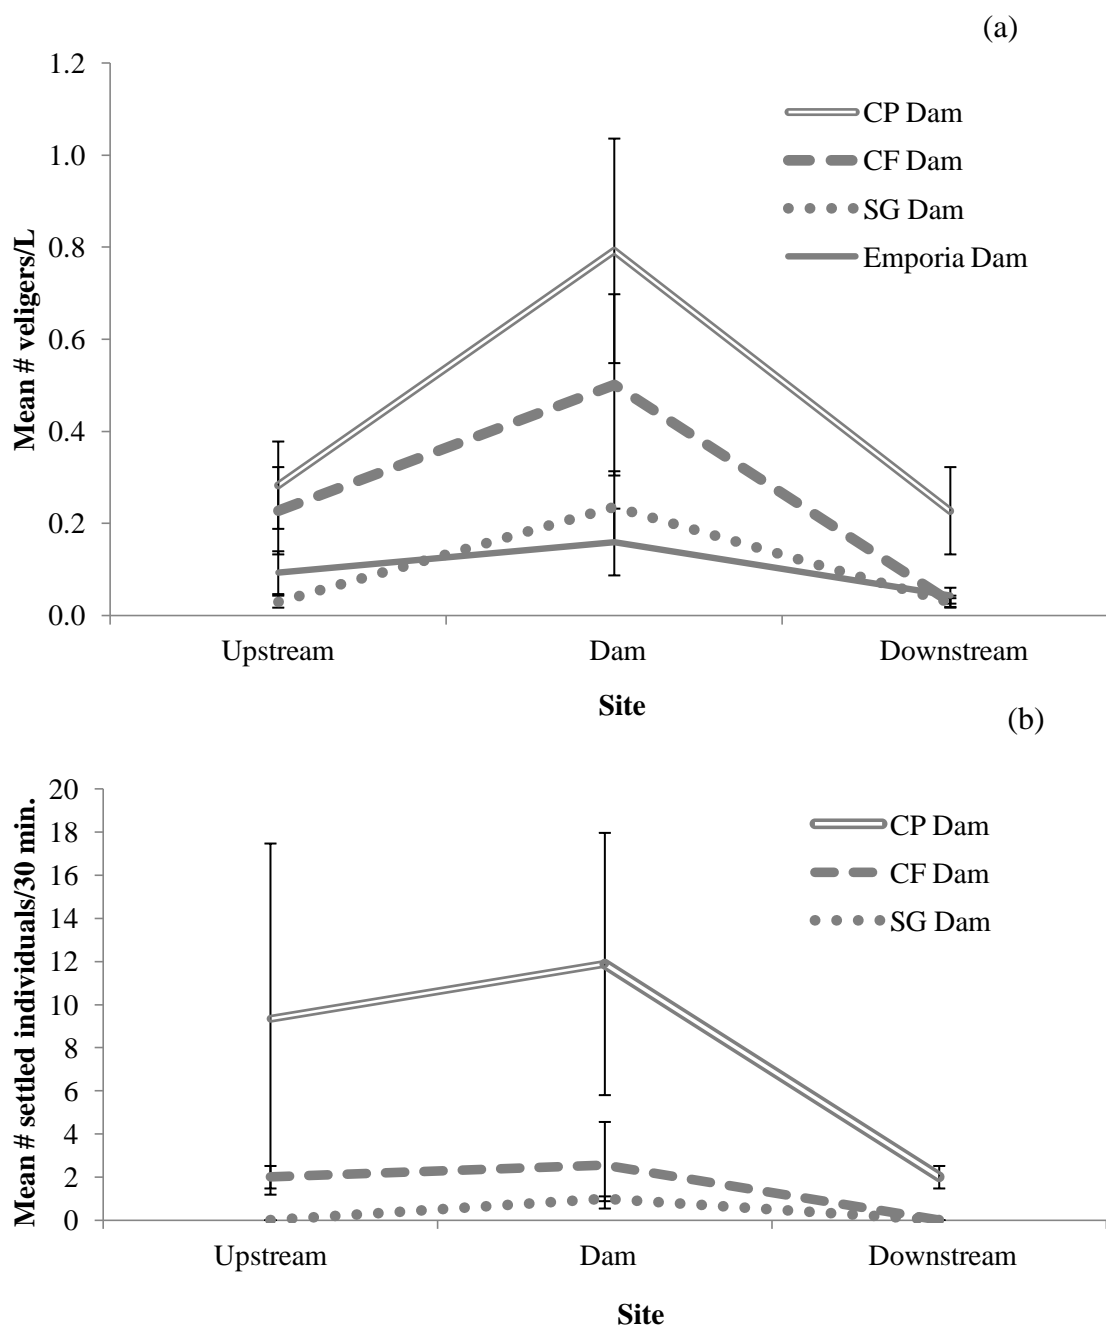 (a)
1.2
1.0
0.8
0.6
0.4
0.2
0.0
Mean # veligers/L
CP Dam
CF Dam
SG Dam
Emporia Dam
Upstream Dam Downstream
Site
(b)
20
18
16
14
12
10
8
6
4
2
0
Mean # settled individuals/30 min.
CP Dam
CF Dam
SG Dam
Upstream Dam Downstream
Site